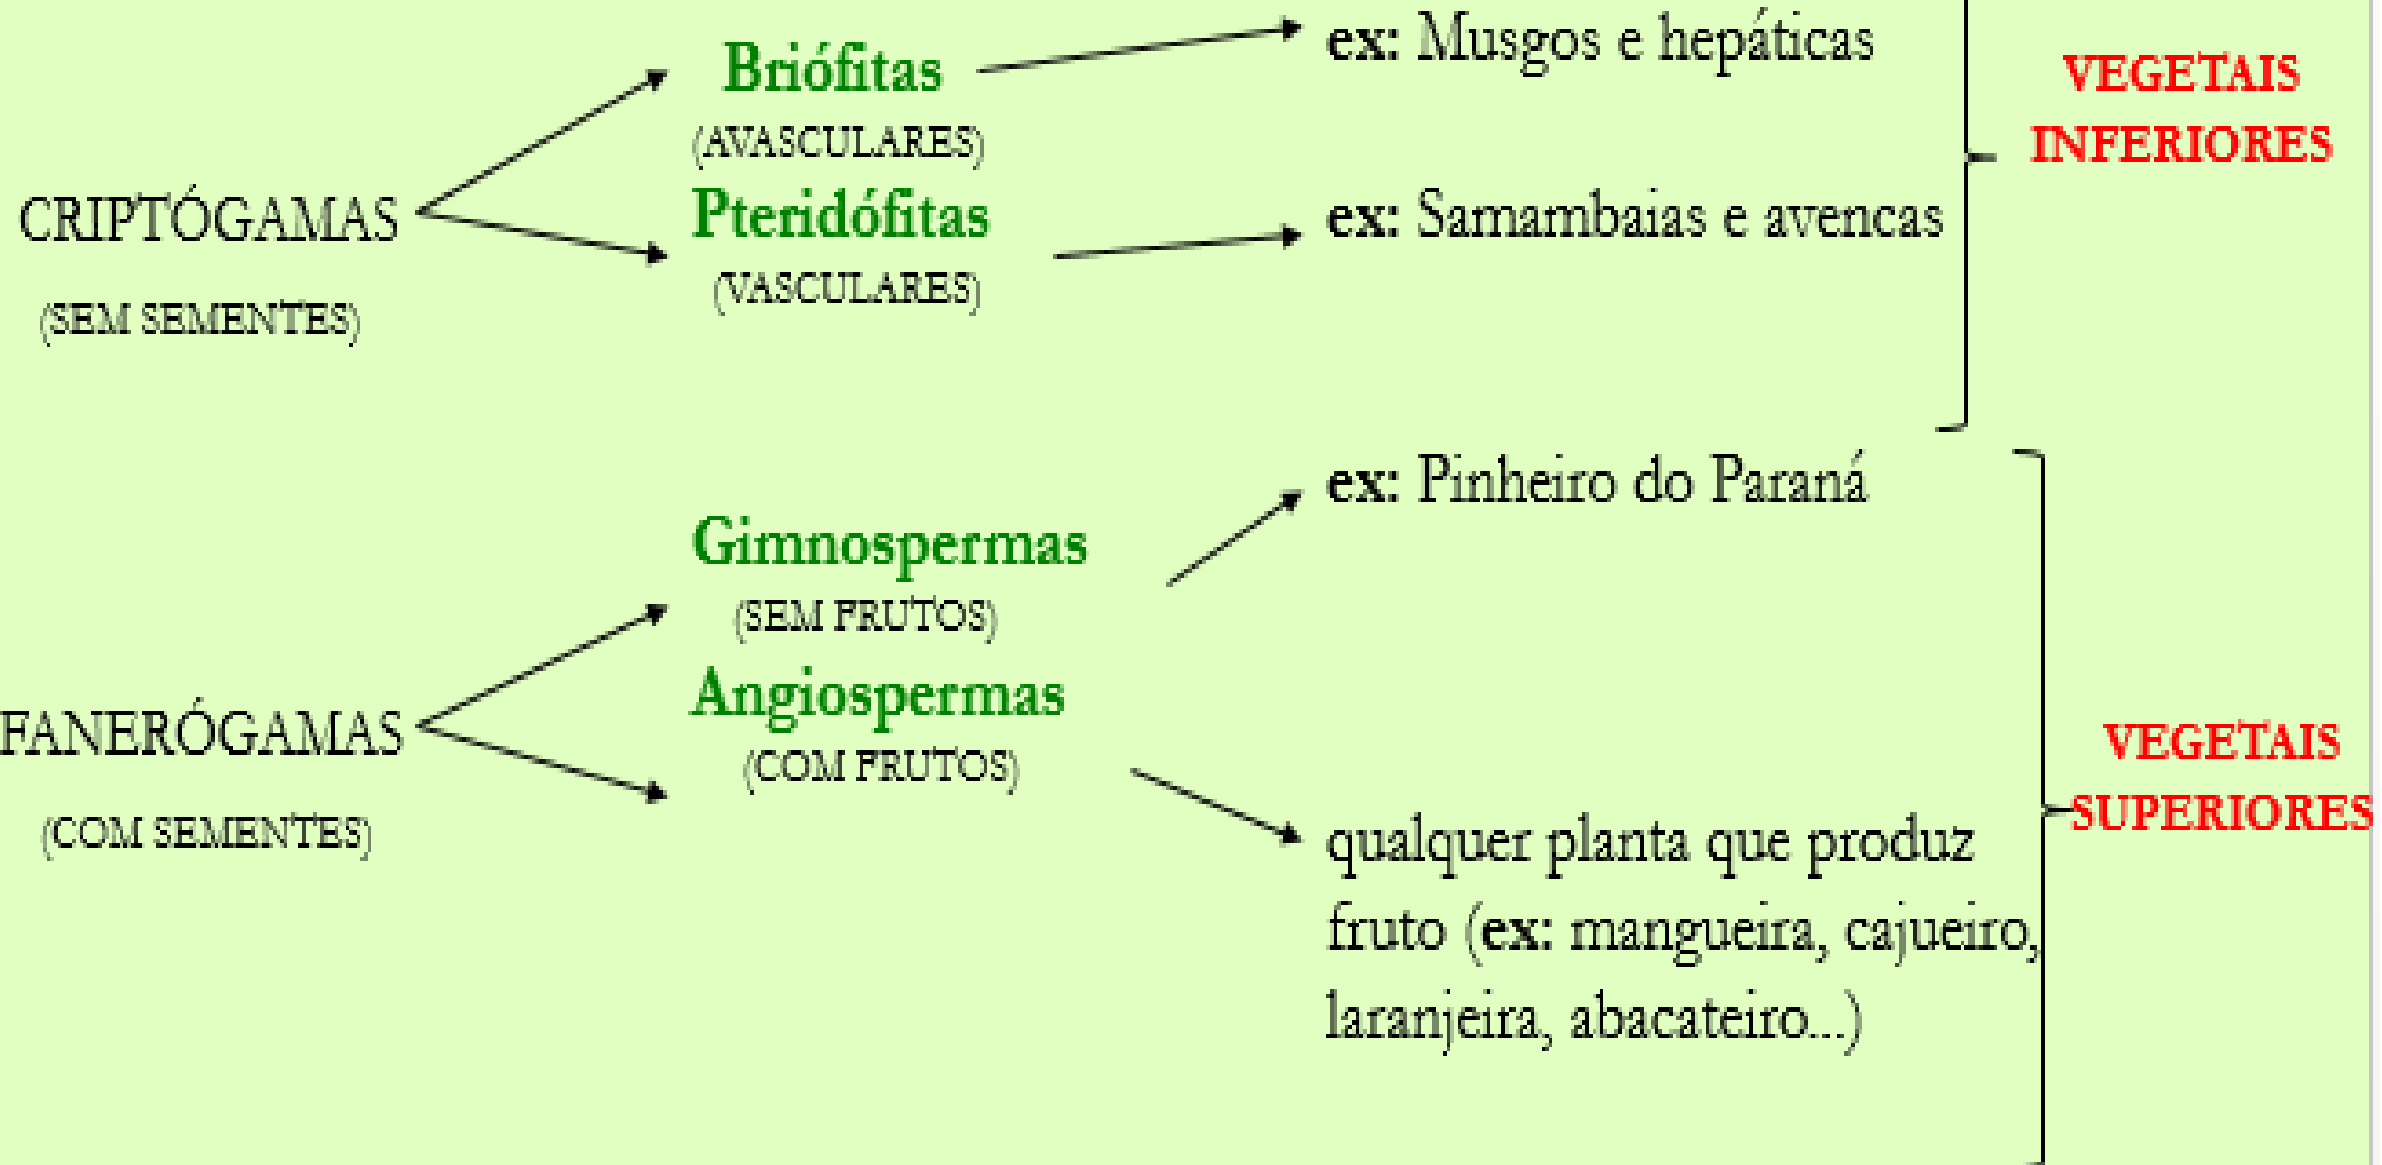 CRIPTÓGAMAS
(SEM SEMENTES)
Briófitas
(AVASCULARES)
ex: Musgos e hepáticas
Pteridófitas
(VASCULARES)
ex: Samambaias e avencas
VEGETAIS
INFERIORES
FANERÓGAMAS
(COM SEMENTES)
Gimnospermas
(SEM FRUTOS)
ex: Pinheiro do Paraná
Angiospermas
(COM FRUTOS)
qualquer planta que produz
fruto (ex: mangueira, cajueiro,
laranjeira, abacateiro...)
VEGETAIS
SUPERIORES